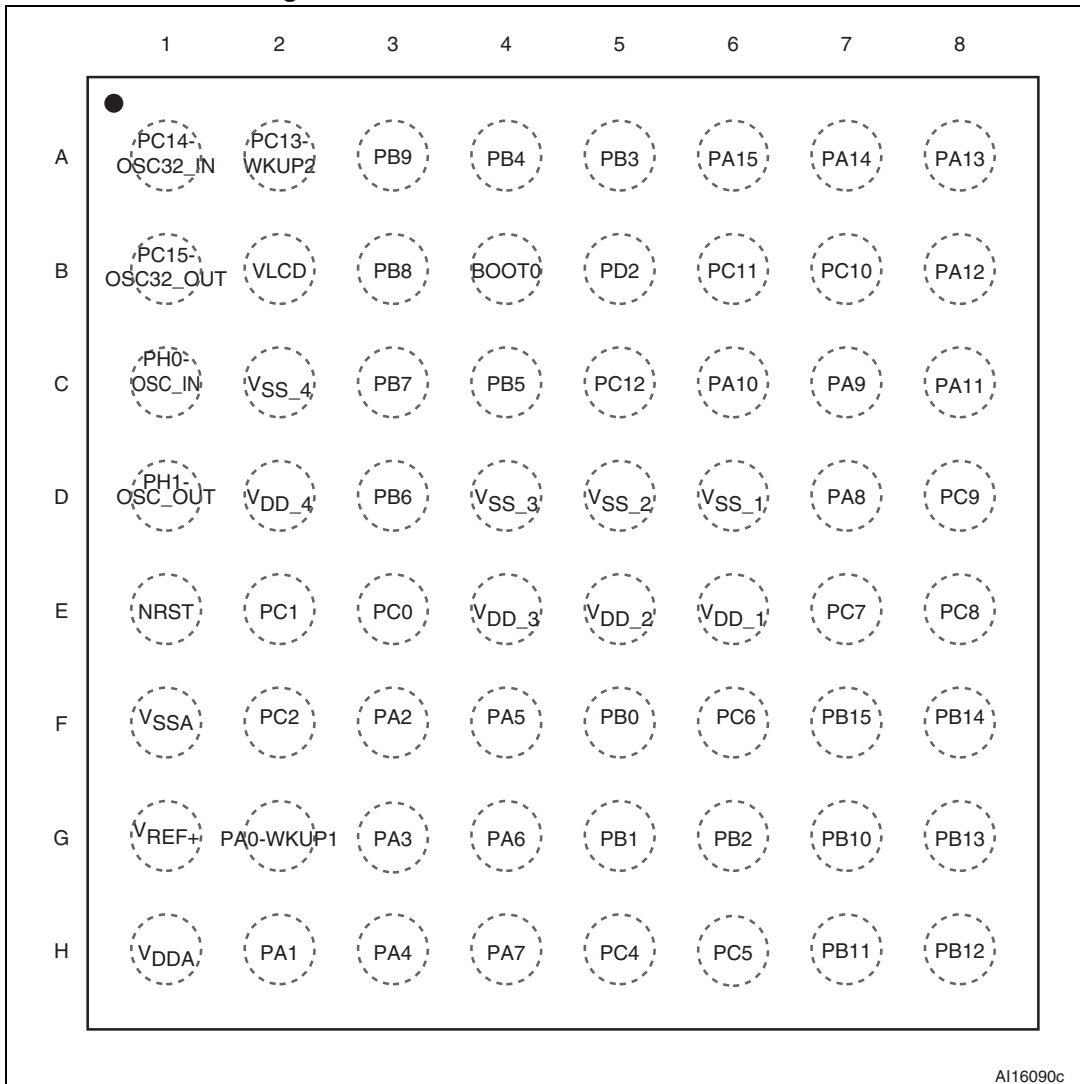 1 2 3 4 5 6 7 8
A PC14- OSC32_IN PC13- WKUP2 PB9 PB4 PB3 PA15 PA14 PA13
B PC15- OSC32_OUT VLCD PB8 BOOT0 PD2 PC11 PC10 PA12
C PH0- OSC_IN VSS_4 PB7 PB5 PC12 PA10 PA9 PA11
D PH1- OSC_OUT VDD_4 PB6 VSS_3 VSS_2 VSS_1 PA8 PC9
E NRST PC1 PC0 VDD_3 VDD_2 VDD_1 PC7 PC8
F VSSA PC2 PA2 PA5 PB0 PC6 PB15 PB14
G VREF+ PA0-WKUP1 PA3 PA6 PB1 PB2 PB10 PB13
H VDDA PA1 PA4 PA7 PC4 PC5 PB11 PB12
AI16090c